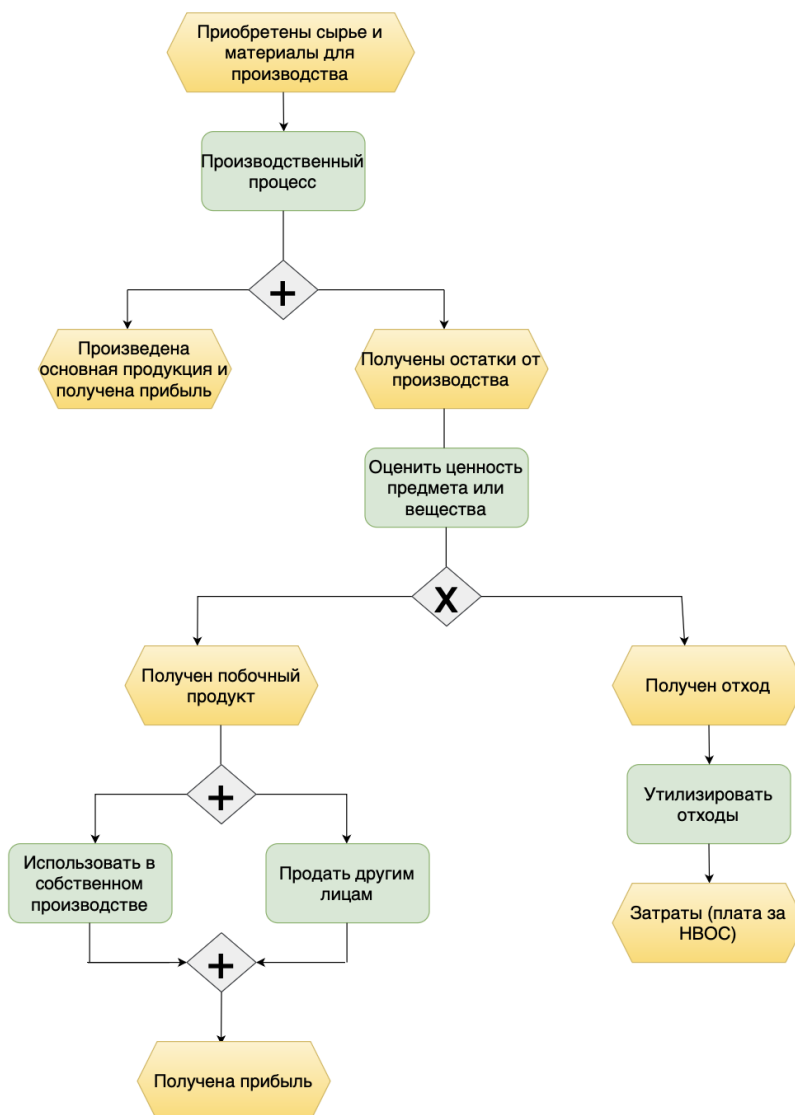 Приобретены сырье и
материалы для
производства
Производственный
процесс
+
Произведена
основная продукция и
получена прибыль
Получены остатки от
производства
Оценить ценность
предмета или
вещества
X
Получен побочный
продукт
Получен отход
+
Утилизировать
отходы
Использовать в
собственном
производстве
Продать другим
лицам
Затраты (плата за
НВОС)
+
Получена прибыль